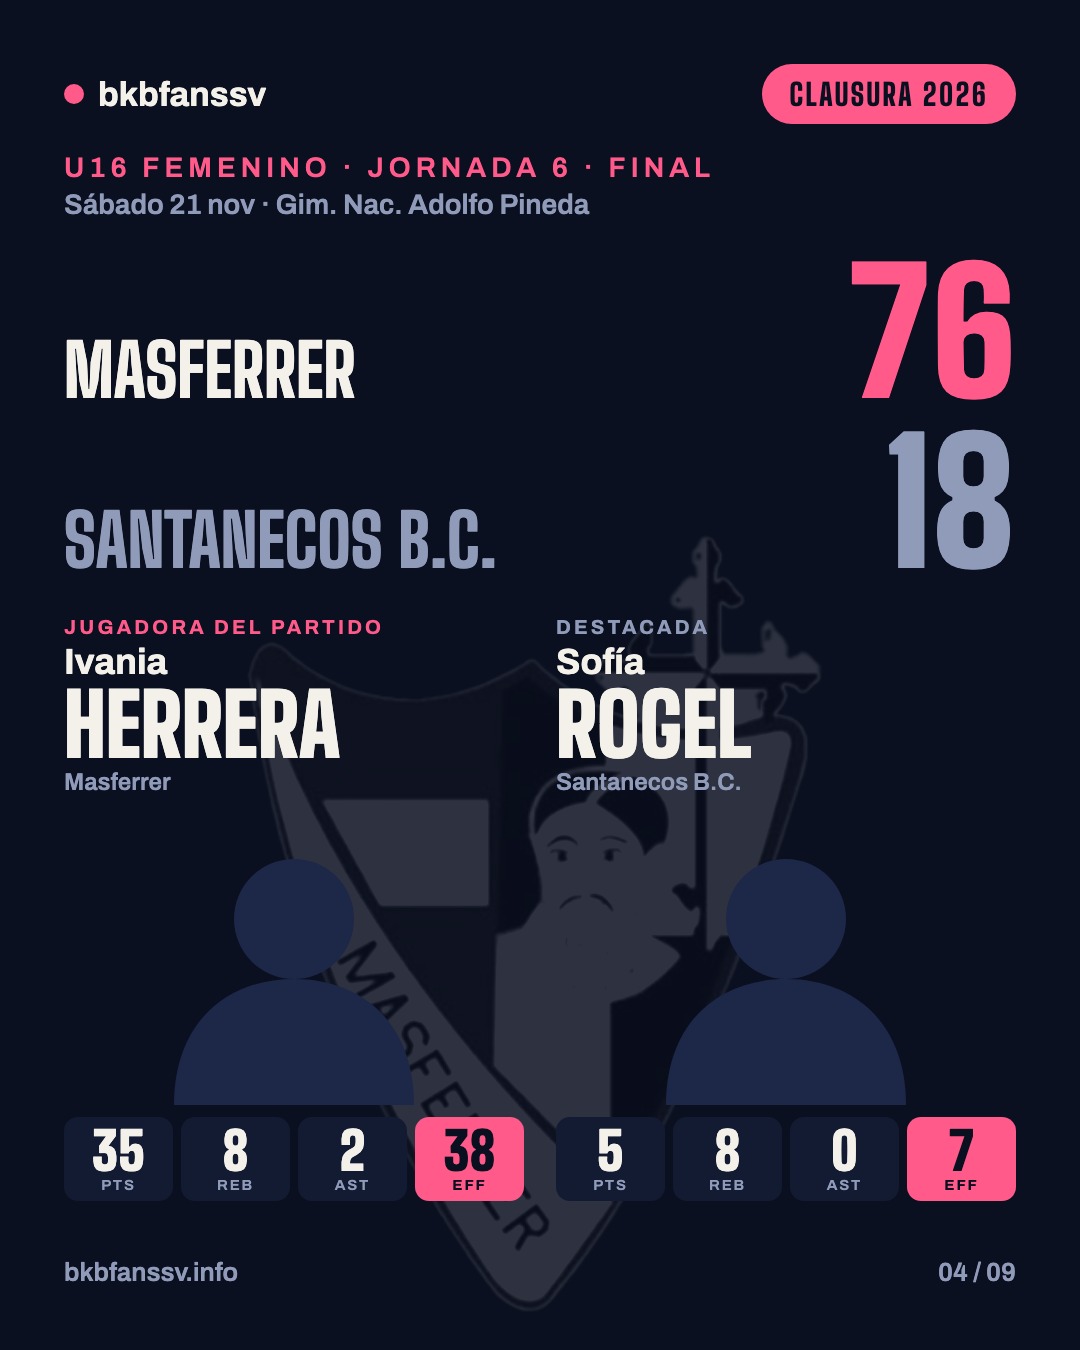 bkbfanssv
CLAUSURA 2026
U16 FEMENINO · JORNADA 6 · FINAL
Sábado 21 nov · Gim. Nac. Adolfo Pineda
MASFERRER
76
SANTANECOS B.C.
18
JUGADORA DEL PARTIDO
Ivania
HERRERA
Masferrer
DESTACADA
Sofía
ROGEL
Santanecos B.C.
MASFERRER
35 8 2 38
PTS REB AST EFF
5 8 0 7
PTS REB AST EFF
bkbfanssv.info
04 / 09